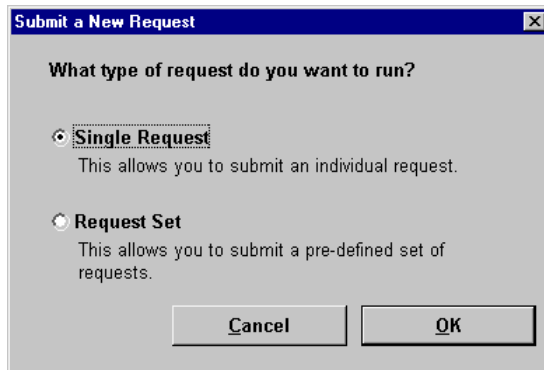 Submit a New Request
What type of request do you want to run?
Single Request
This allows you to submit an individual request.
Request Set
This allows you to submit a pre-defined set of
requests.
Cancel
OK